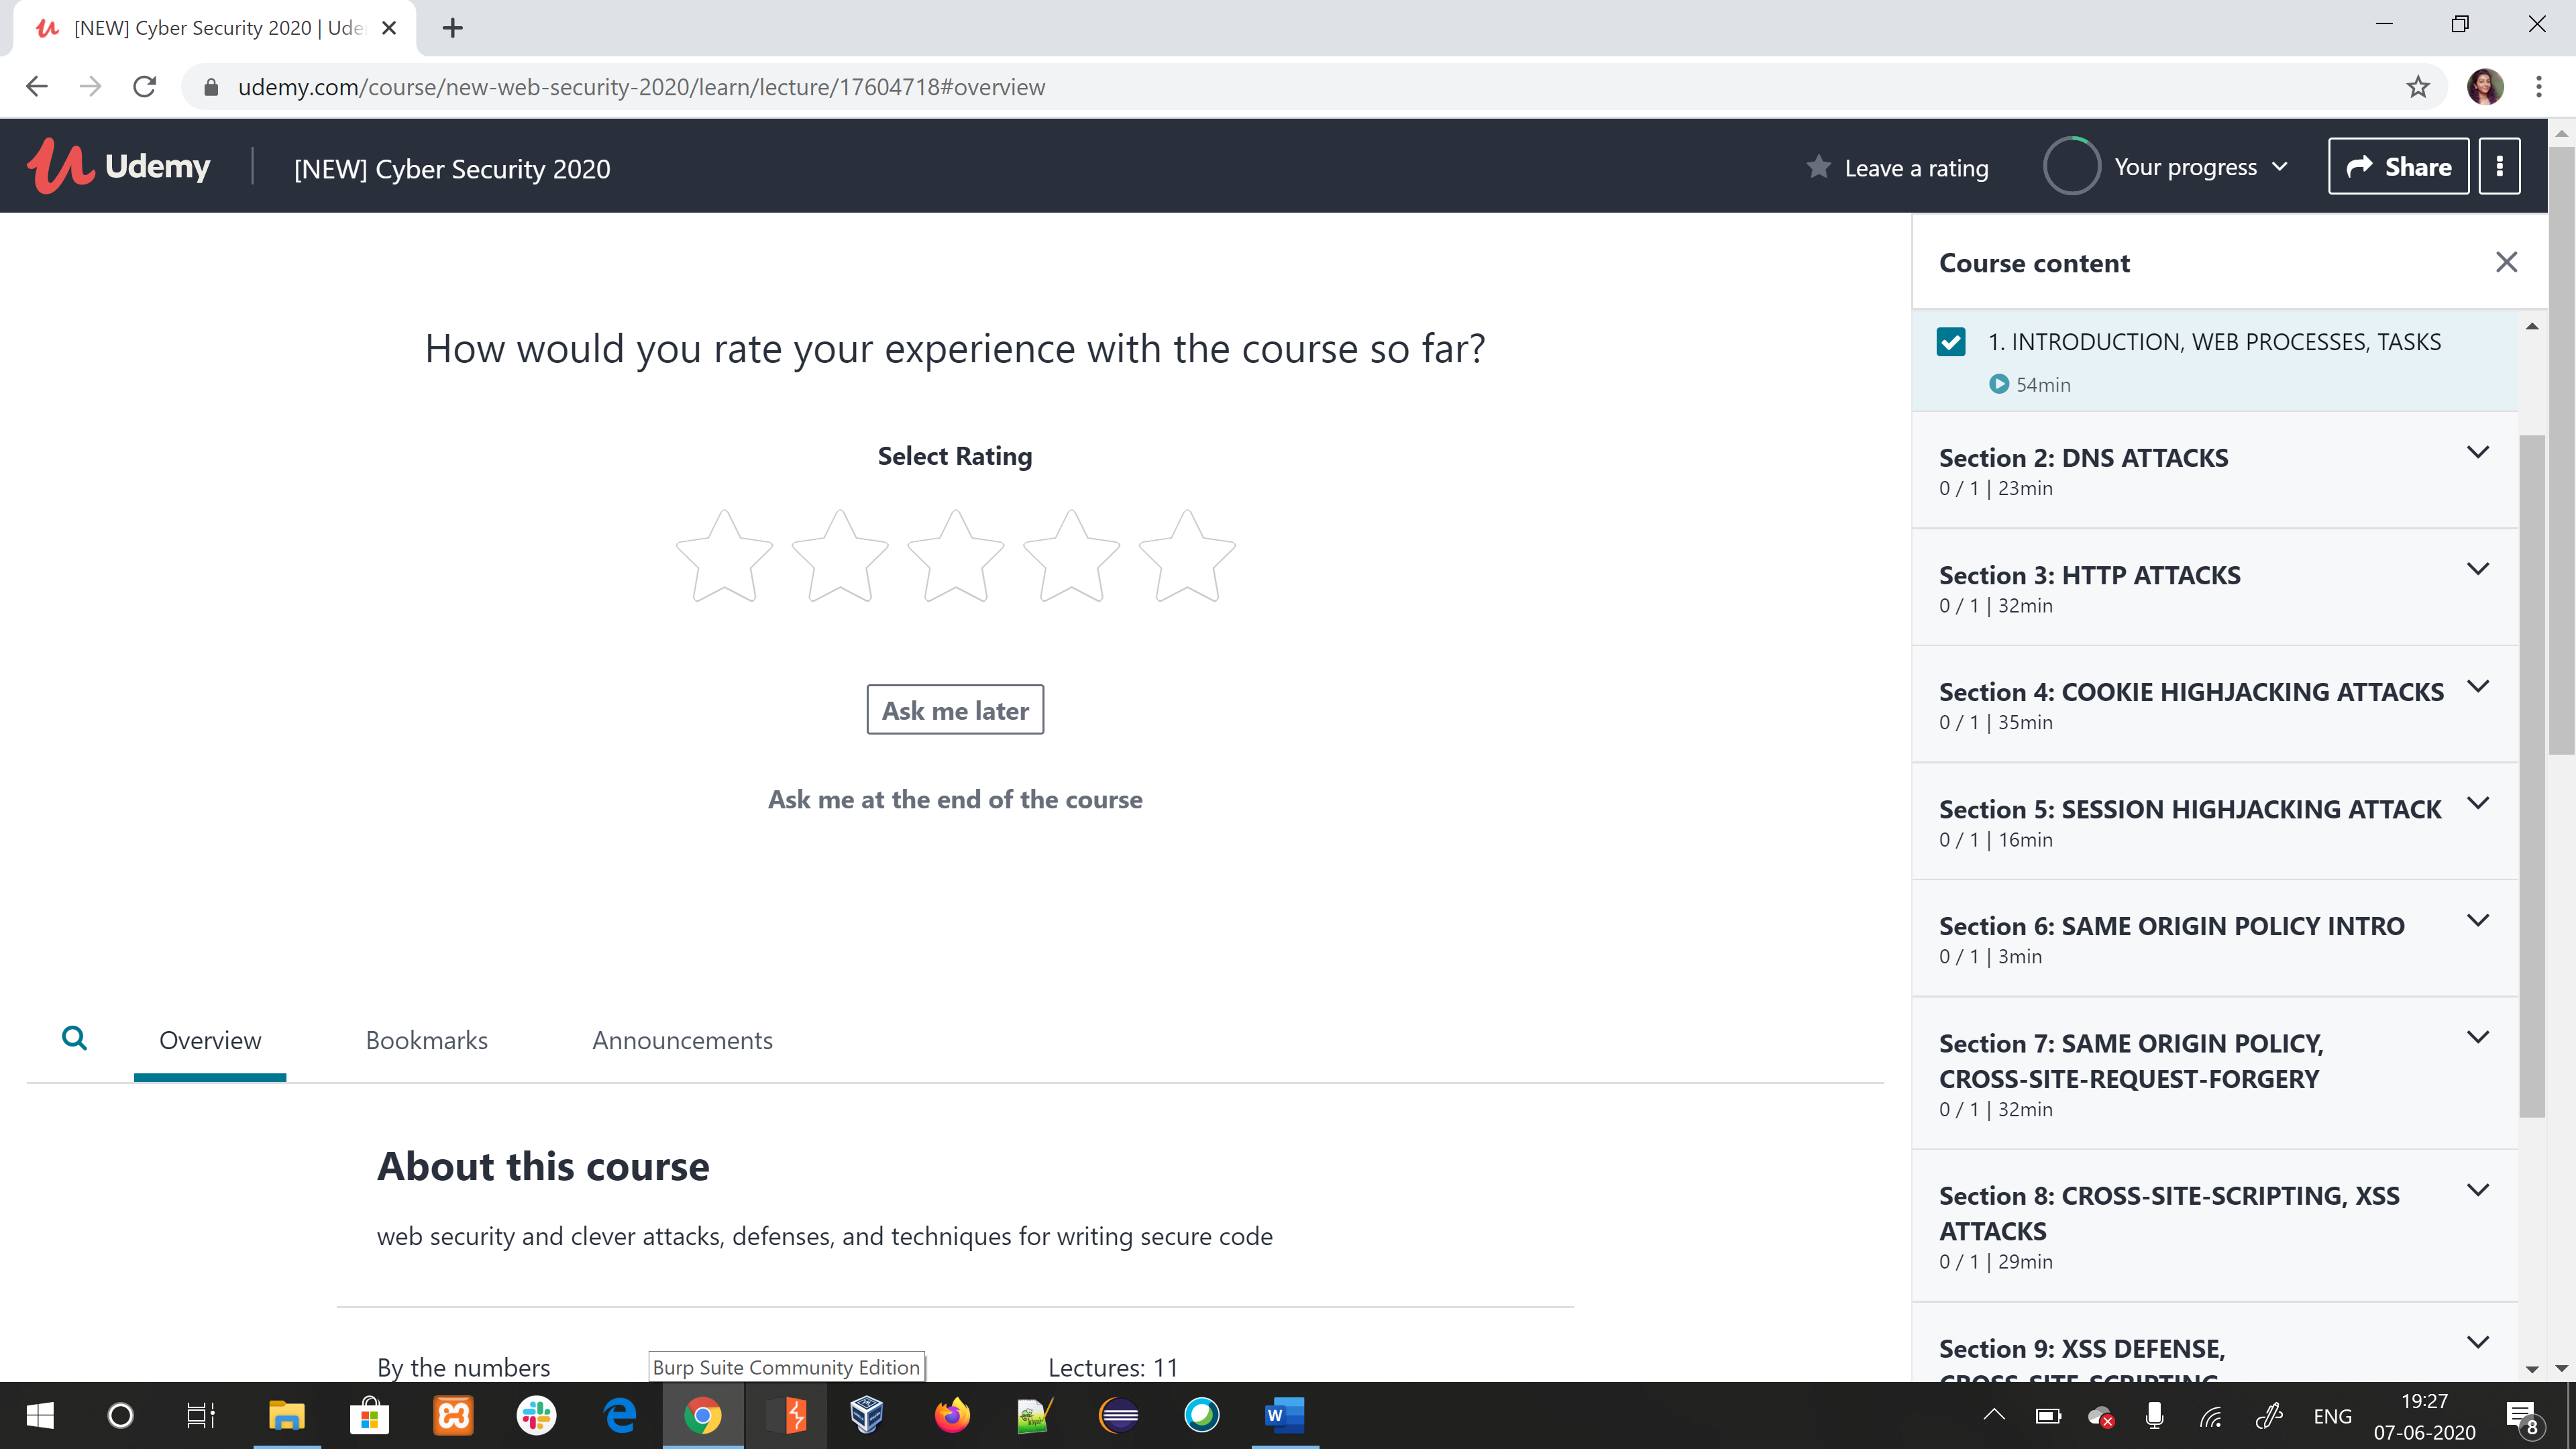 [NEW] Cyber Security 2020 | Ude
udemy.com/course/new-web-security-2020/learn/lecture/17604718#overview
Udemy
[NEW] Cyber Security 2020
Leave a rating
Your progress
Share
How would you rate your experience with the course so far?
Select Rating
Ask me later
Ask me at the end of the course
Overview
Bookmarks
Announcements
About this course
web security and clever attacks, defenses, and techniques for writing secure code
By the numbers
Burp Suite Community Edition
Lectures: 11
Course content
1. INTRODUCTION, WEB PROCESSES, TASKS
54min
Section 2: DNS ATTACKS
0 / 1 | 23min
Section 3: HTTP ATTACKS
0 / 1 | 32min
Section 4: COOKIE HIGHJACKING ATTACKS
0 / 1 | 35min
Section 5: SESSION HIGHJACKING ATTACK
0 / 1 | 16min
Section 6: SAME ORIGIN POLICY INTRO
0 / 1 | 3min
Section 7: SAME ORIGIN POLICY,
CROSS-SITE-REQUEST-FORGERY
0 / 1 | 32min
Section 8: CROSS-SITE-SCRIPTING, XSS
ATTACKS
0 / 1 | 29min
Section 9: XSS DEFENSE,
CROSS-SITE-SCRIPTING
W
ENG
19:27
07-06-2020
8